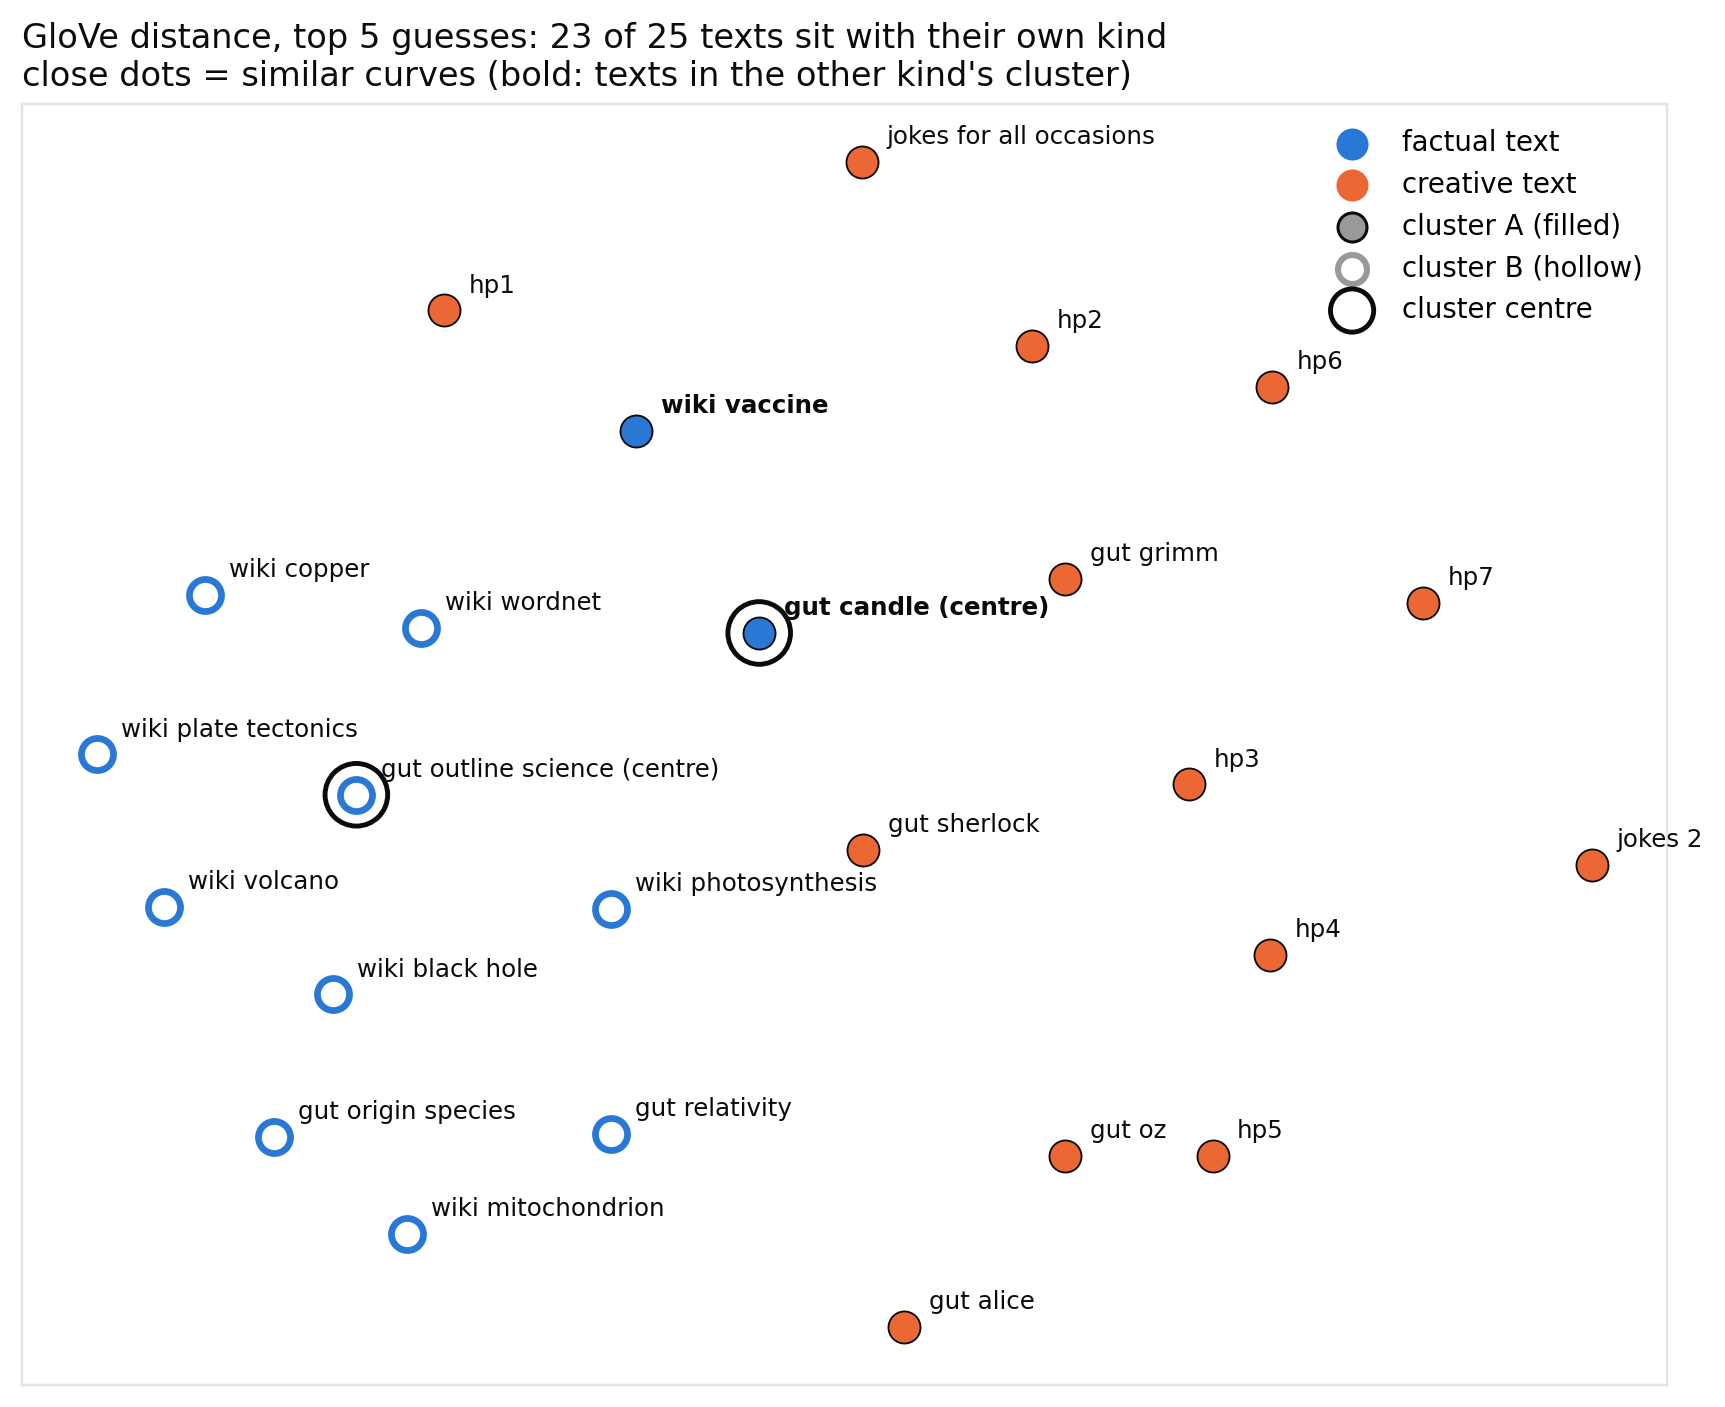 GloVe distance, top 5 guesses: 23 of 25 texts sit with their own kind
close dots = similar curves (bold: texts in the other kind's cluster)
jokes for all occasions
factual text
creative text
cluster A (filled)
cluster B (hollow)
cluster centre
hp1
hp2
hp6
wiki vaccine
gut grimm
wiki copper
hp7
wiki wordnet
gut candle (centre)
wiki plate tectonics
hp3
gut outline science (centre)
gut sherlock
jokes 2
wiki volcano
wiki photosynthesis
hp4
wiki black hole
gut origin species
gut relativity
gut oz
hp5
wiki mitochondrion
gut alice